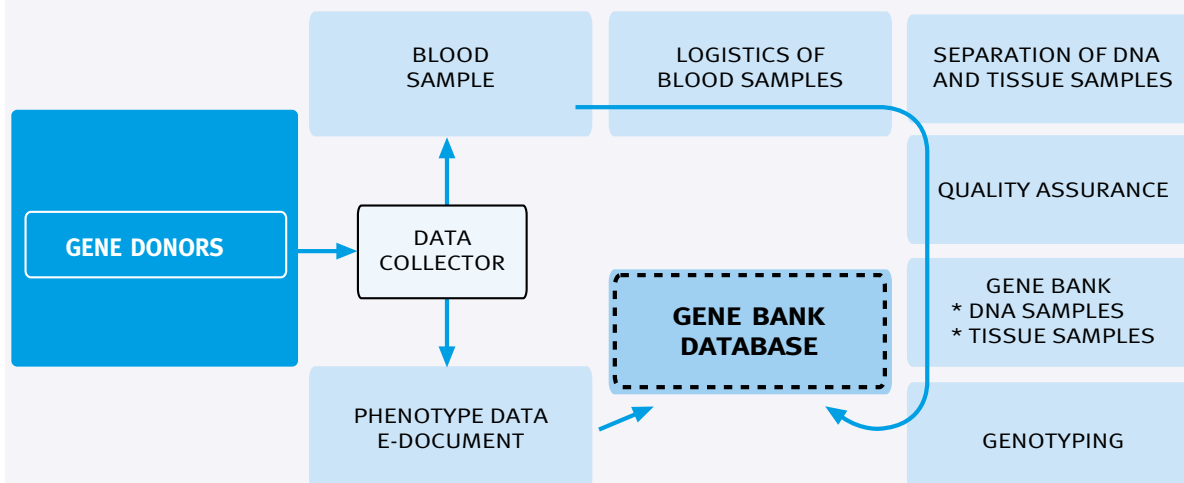 BLOOD
SAMPLE
LOGISTICS OF
BLOOD SAMPLES
SEPARATION OF DNA
AND TISSUE SAMPLES
QUALITY ASSURANCE
GENE DONORS
DATA
COLLECTOR
GENE BANK
DATABASE
GENE BANK
* DNA SAMPLES
* TISSUE SAMPLES
PHENOTYPE DATA
E-DOCUMENT
GENOTYPING